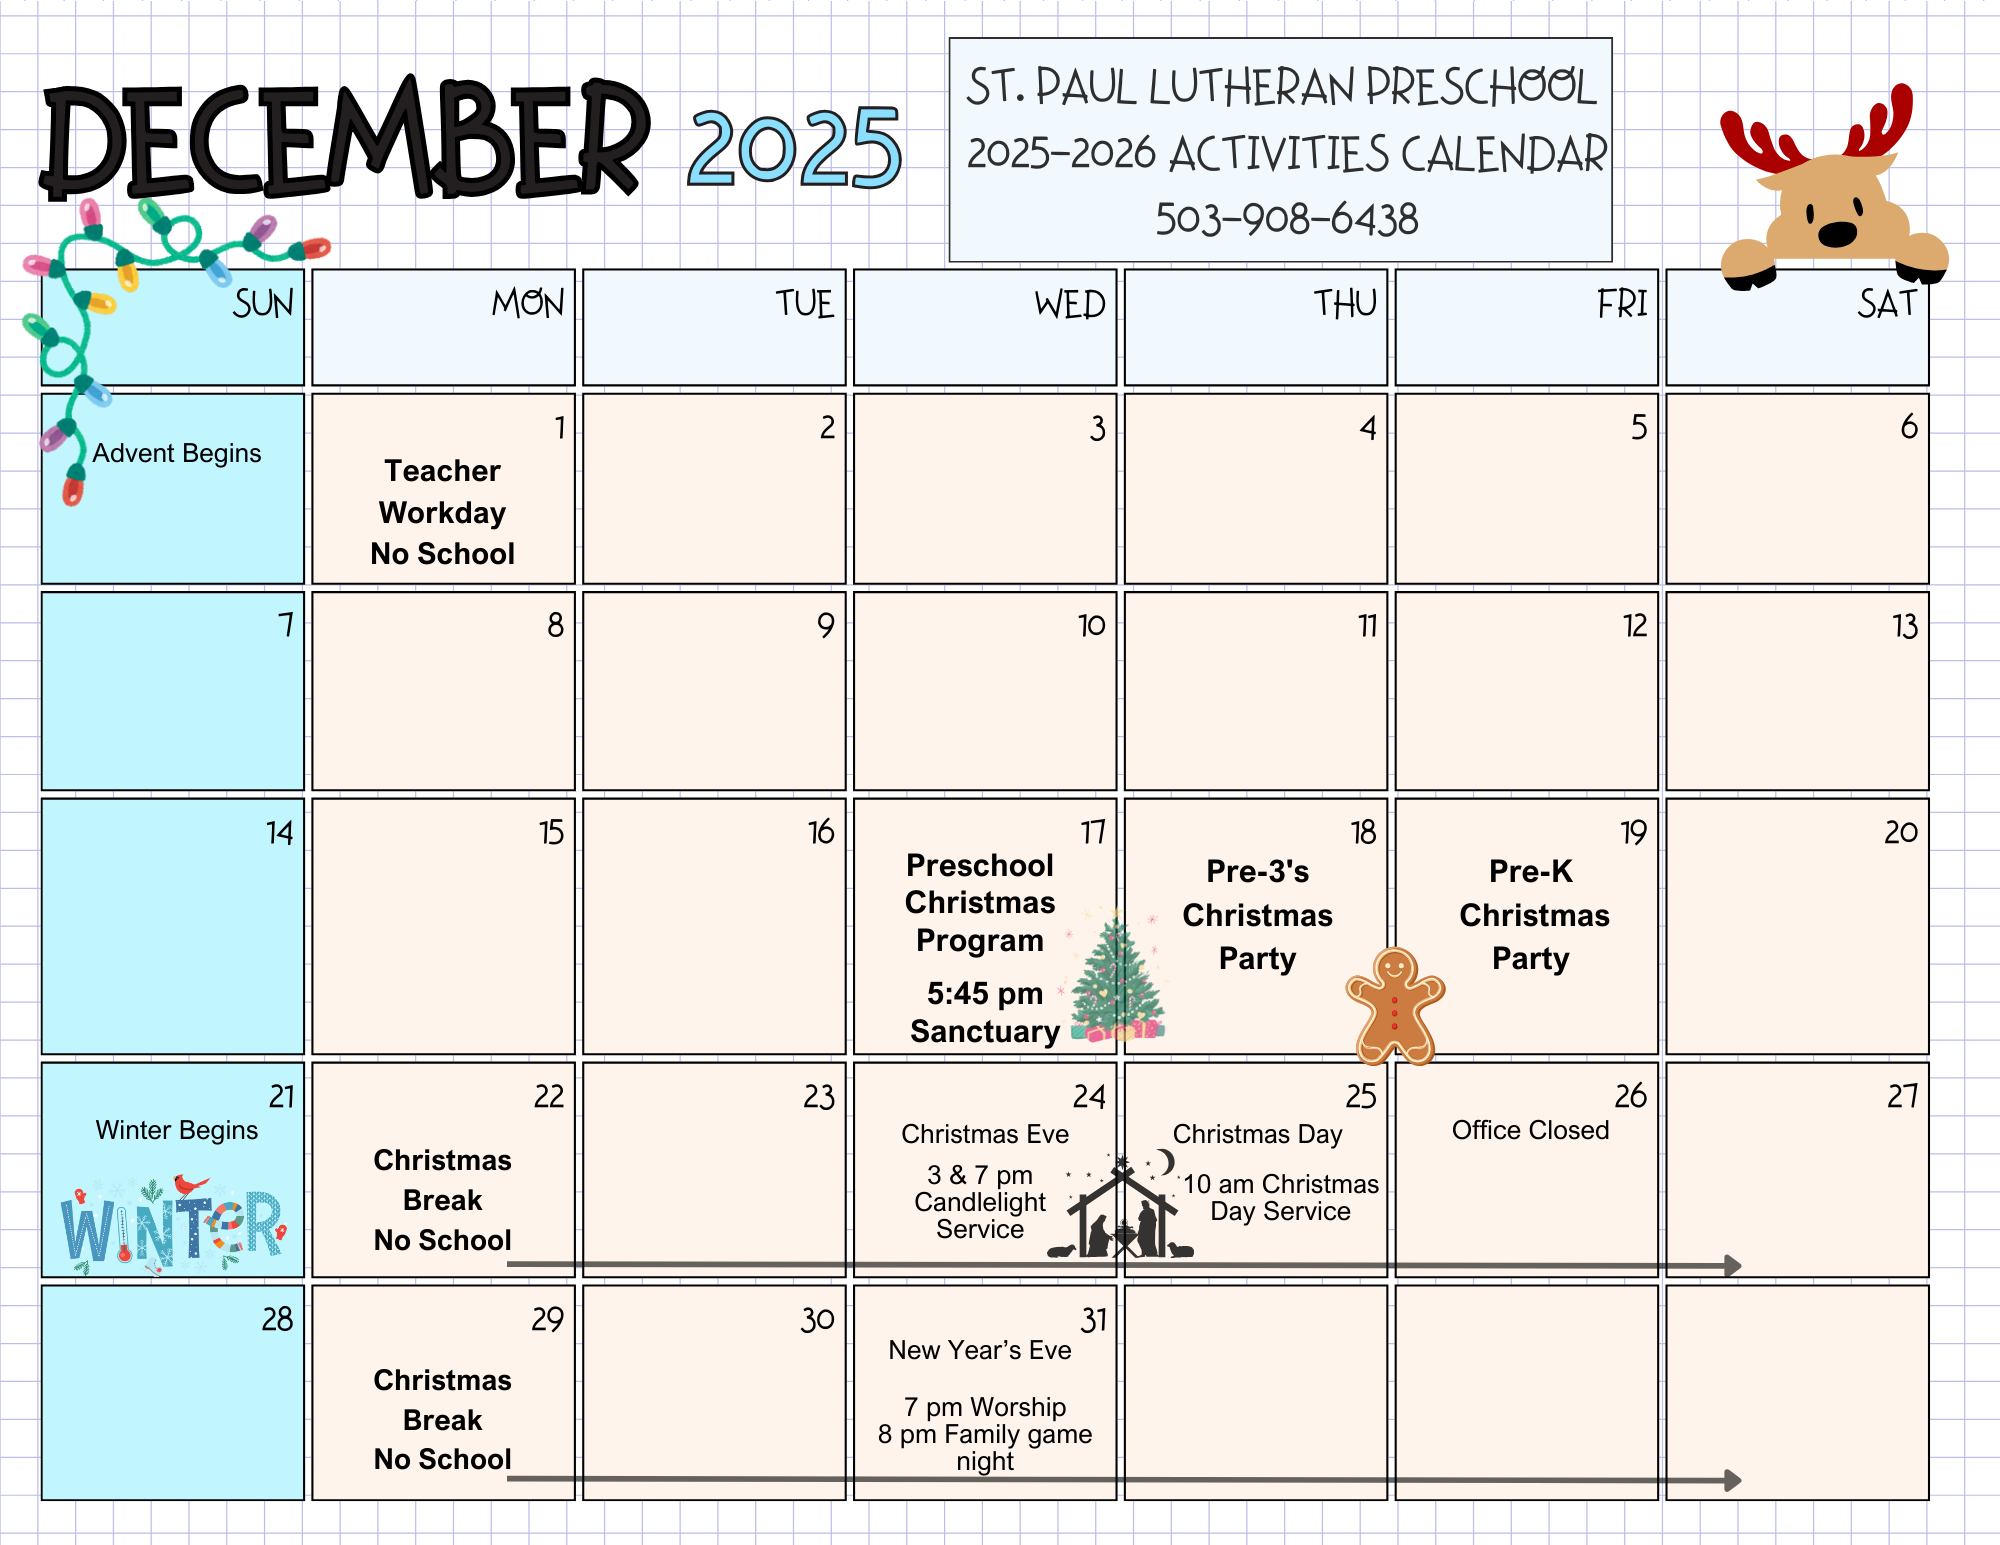 DECEMBER 2025
ST. PAUL LUTHERAN PRESCHOOL
2025-2026 ACTIVITIES CALENDAR
503-908-6438
SUN MON TUE WED THU FRI SAT
Advent Begins
1
Teacher
Workday
No School
2
3
4
5
6
7
8
9
10
11
12
13
14
15
16
17
Preschool
Christmas
Program
5:45 pm
Sanctuary
18
Pre-3's
Christmas
Party
19
Pre-K
Christmas
Party
20
21
Winter Begins
WINTER
22
Christmas
Break
No School
23
24
Christmas Eve
3 & 7 pm
Candlelight
Service
25
Christmas Day
10 am Christmas
Day Service
26
Office Closed
27
28
29
Christmas
Break
No School
30
31
New Year’s Eve
7 pm Worship
8 pm Family game
night